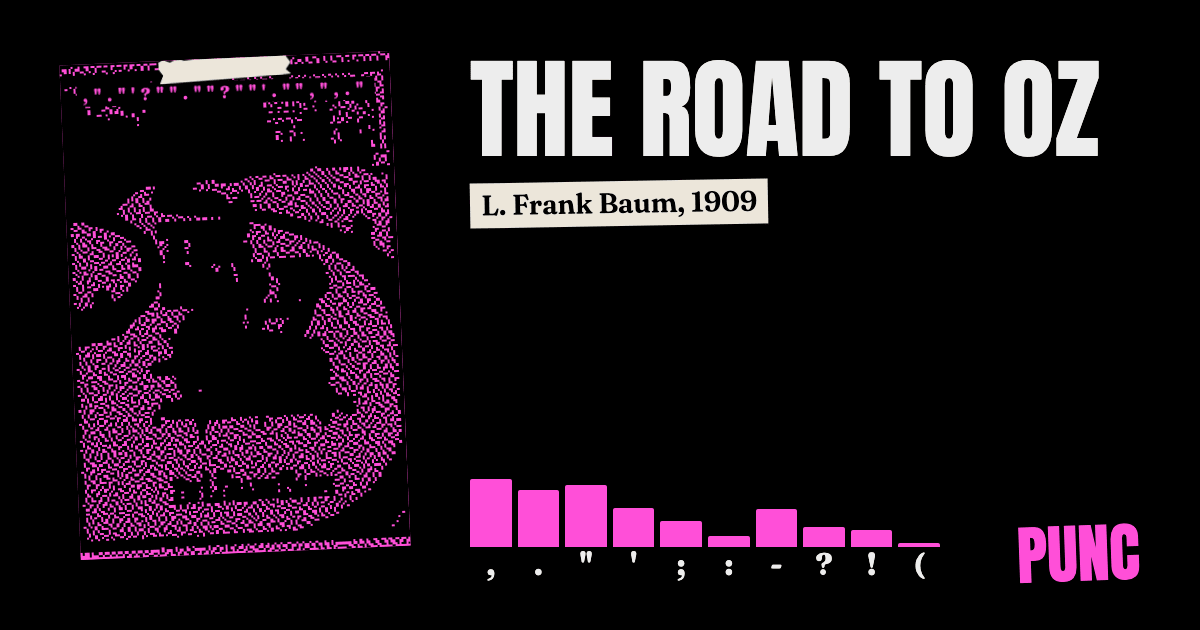 ,"."'?"".""?""'."",",."
THE ROAD TO OZ
L. Frank Baum, 1909
, . " ' ; : - ? ! (
PUNC